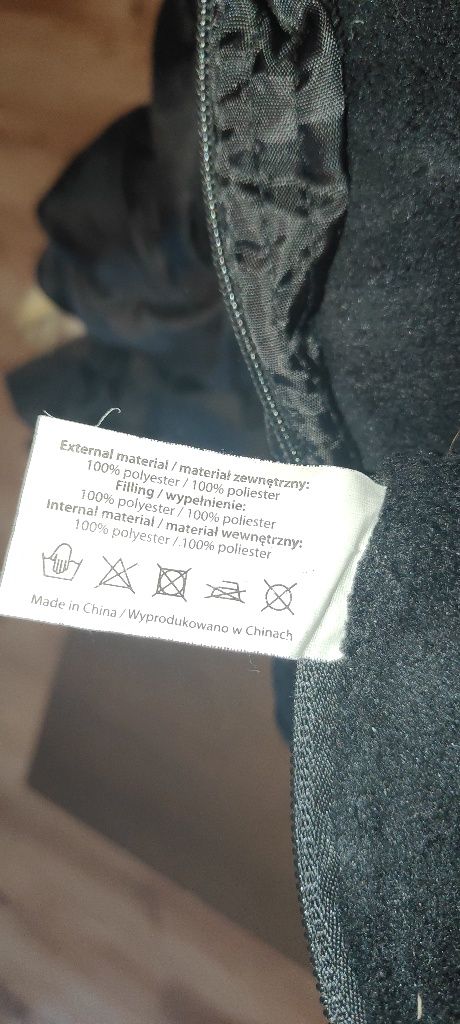 External material / materiał zewnętrzny:
100% polyester / 100% poliester
Filling / wypełnienie:
100% polyester / 100% poliester
Internal material / materiał wewnętrzny:
100% polyester / 100% poliester
Made in China / Wyprodukowano w Chinach